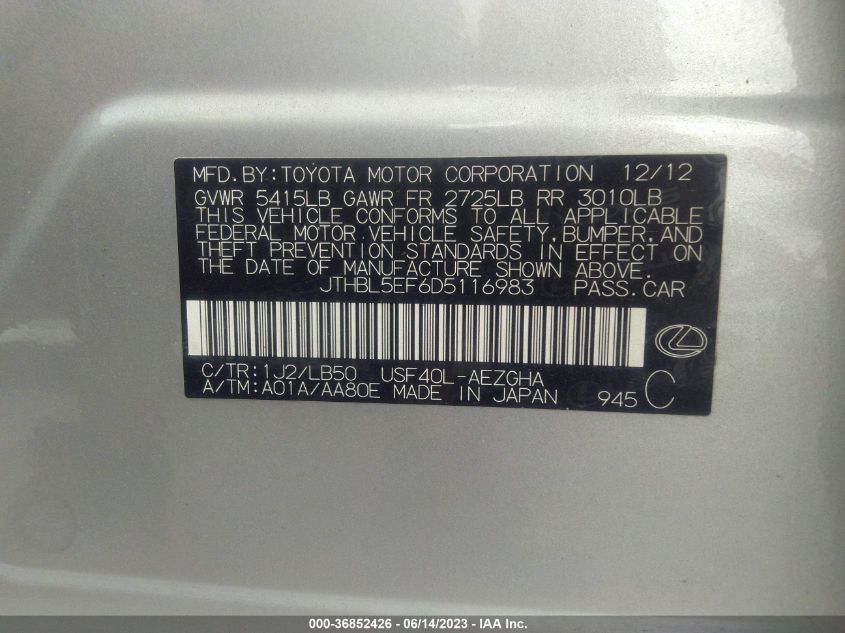 MFD.BY:TOYOTA MOTOR CORPORATION 12/12
GVWR 5415LB GAWR FR 2725LB RR 3010LB
THIS VEHICLE CONFORMS TO ALL APPLICABLE
FEDERAL MOTOR VEHICLE SAFETY,BUMPER,AND
THEFT PREVENTION STANDARDS IN EFFECT ON
THE DATE OF MANUFACTURE SHOWN ABOVE.
JTHBL5EF6D5116983 PASS.CAR
C/TR:1J2/LB50 USF40L-AEZGHA
A/TM:A01A/AA80E MADE IN JAPAN 945 C
000-36852426 - 06/14/2023 - IAA Inc.